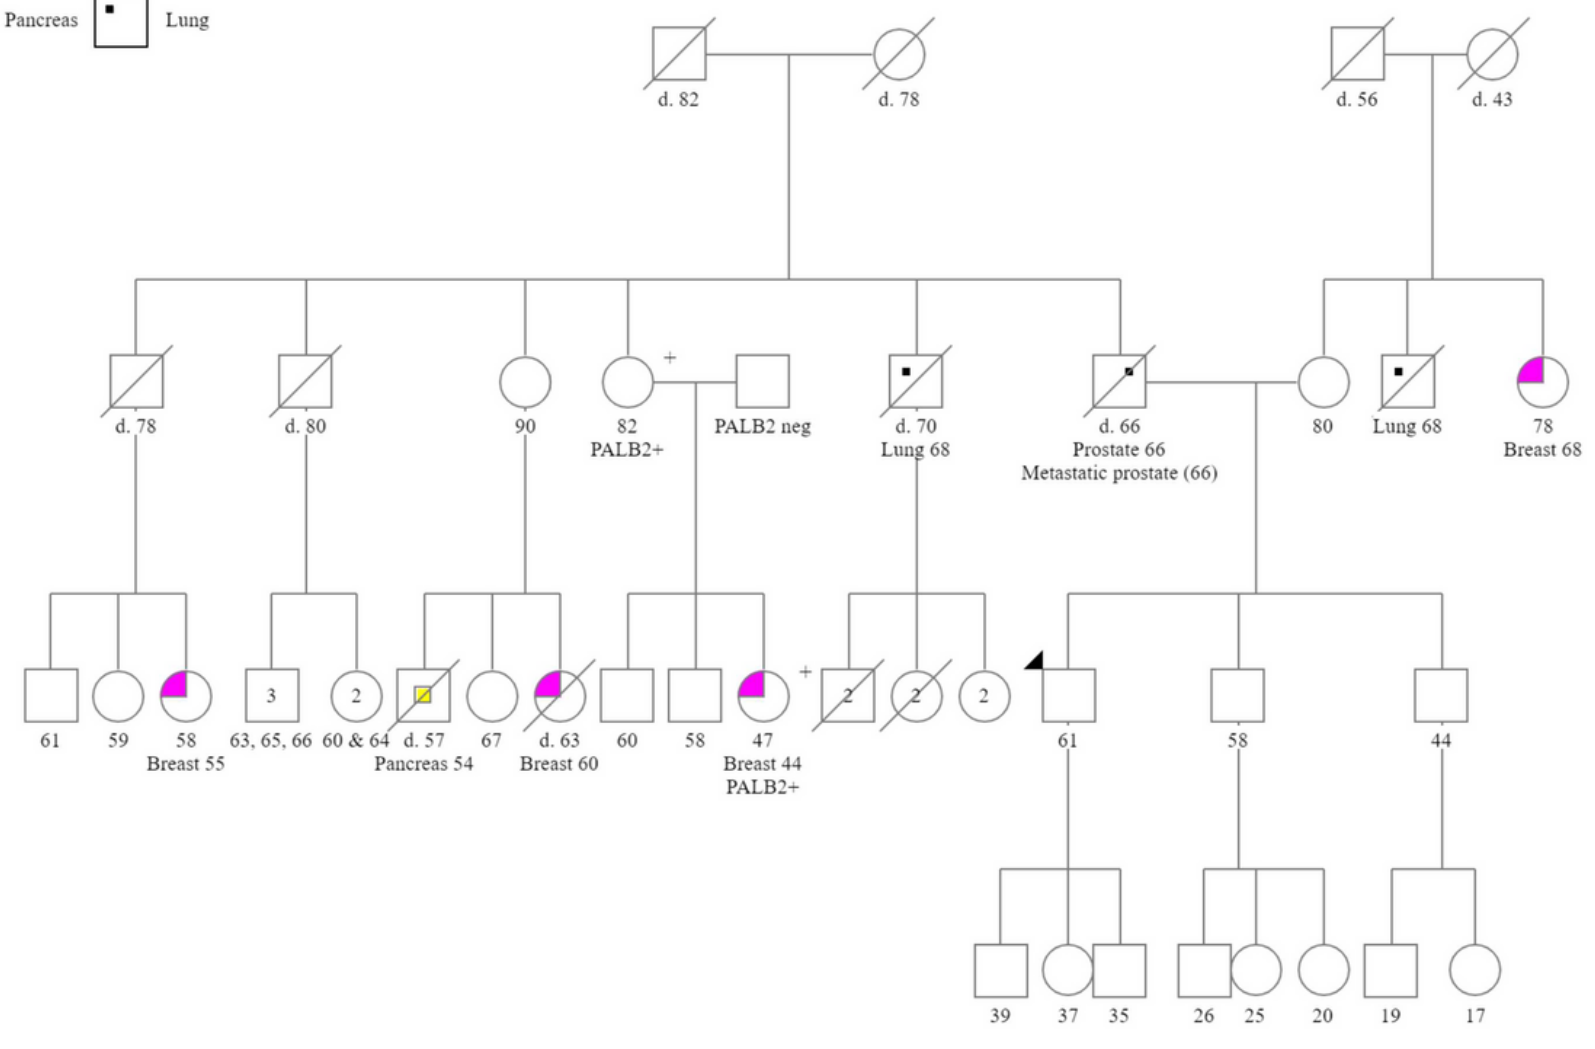 Pancreas Lung
d. 82 d. 78 d. 56 d. 43
+
d. 78 d. 80 90 82 PALB2 neg d. 70 d. 66 80 Lung 68 78
PALB2+ Lung 68 Prostate 66 Breast 68
Metastatic prostate (66)
+
3 2 2 2 2
61 59 58 63, 65, 66 60 & 64 d. 57 67 d. 63 60 58 47 61 58 44
Breast 55 Pancreas 54 Breast 60 Breast 44
PALB2+
39 37 35 26 25 20 19 17